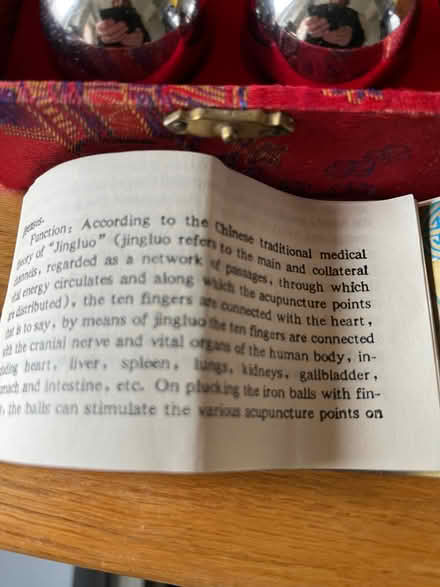 Function: According to the Chinese traditional medical
theory of "Jingluo" (jingluo refers to the main and collateral
regarded as a network of passages, through which
vital energy circulates and along which the acupuncture points
are distributed), the ten fingers are connected with the heart,
that is to say, by means of jingluo the ten fingers are connected
with the cranial nerve and vital organs of the human body, in-
heart, liver, spleen, lungs, kidneys, gallbladder,
and intestine, etc. On plucking the iron balls with fin-
the balls can stimulate the various acupuncture points on